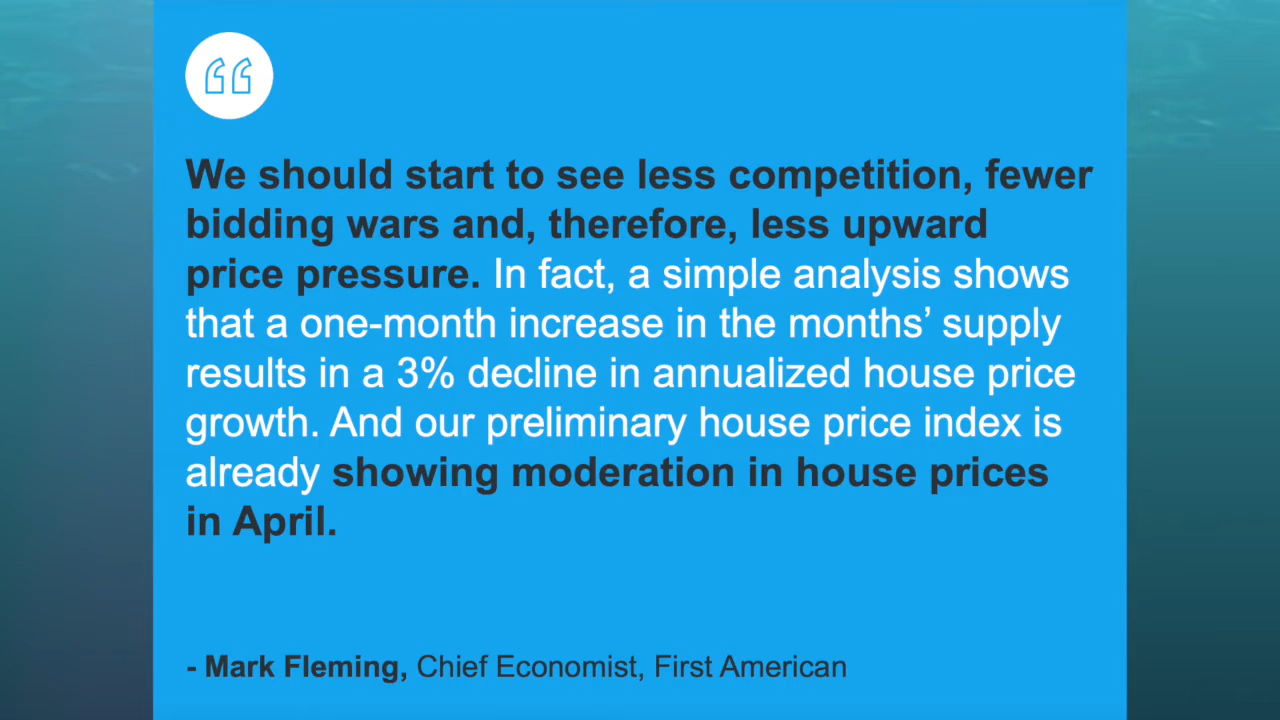 We should start to see less competition, fewer
bidding wars and, therefore, less upward
price pressure. In fact, a simple analysis shows
that a one-month increase in the months’ supply
results in a 3% decline in annualized house price
growth. And our preliminary house price index is
already showing moderation in house prices
in April.
- Mark Fleming, Chief Economist, First American